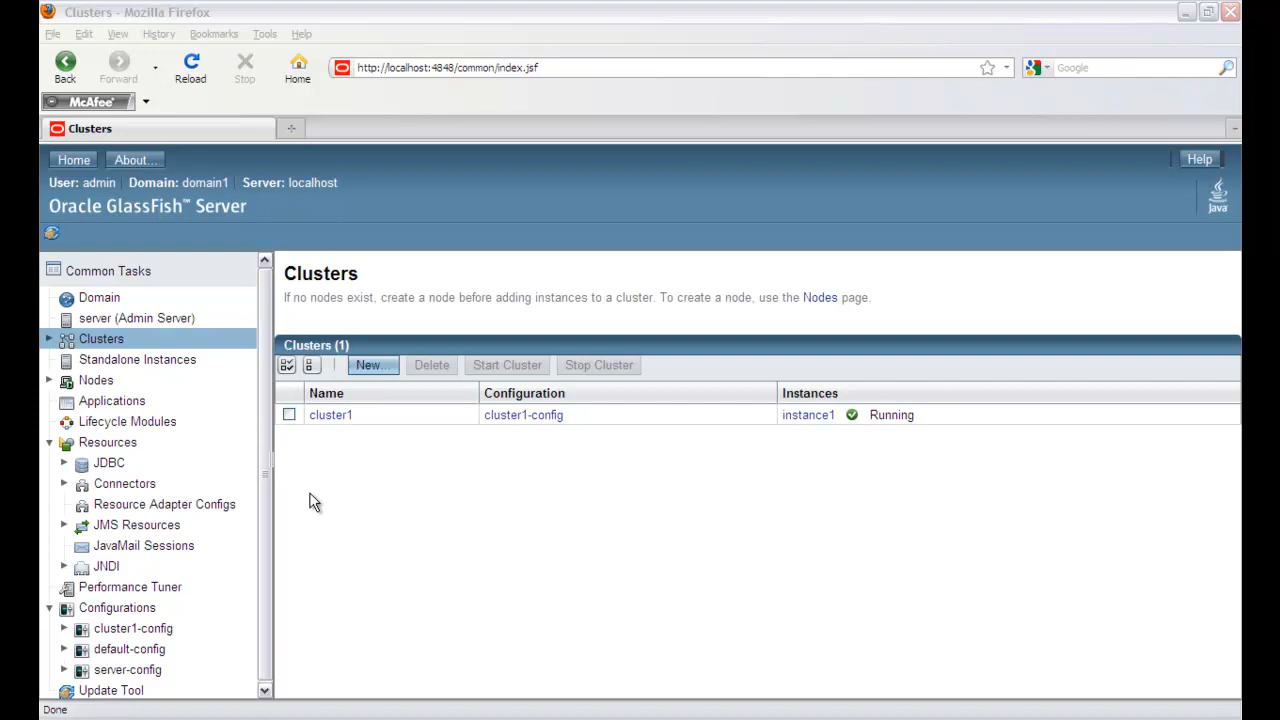 Clusters - Mozilla Firefox
File Edit View History Bookmarks Tools Help
Back Forward Reload Stop Home http://localhost:4848/common/index.jsf Google
McAfee
Clusters
Home About... Help
User: admin Domain: domain1 Server: localhost
Oracle GlassFish™ Server
Java
Common Tasks
Domain
server (Admin Server)
Clusters
Standalone Instances
Nodes
Applications
Lifecycle Modules
Resources
JDBC
Connectors
Resource Adapter Configs
JMS Resources
JavaMail Sessions
JNDI
Performance Tuner
Configurations
cluster1-config
default-config
server-config
Update Tool
Clusters
If no nodes exist, create a node before adding instances to a cluster. To create a node, use the Nodes page.
Clusters (1)
New... Delete Start Cluster Stop Cluster
Name Configuration Instances
cluster1 cluster1-config instance1 Running
Done